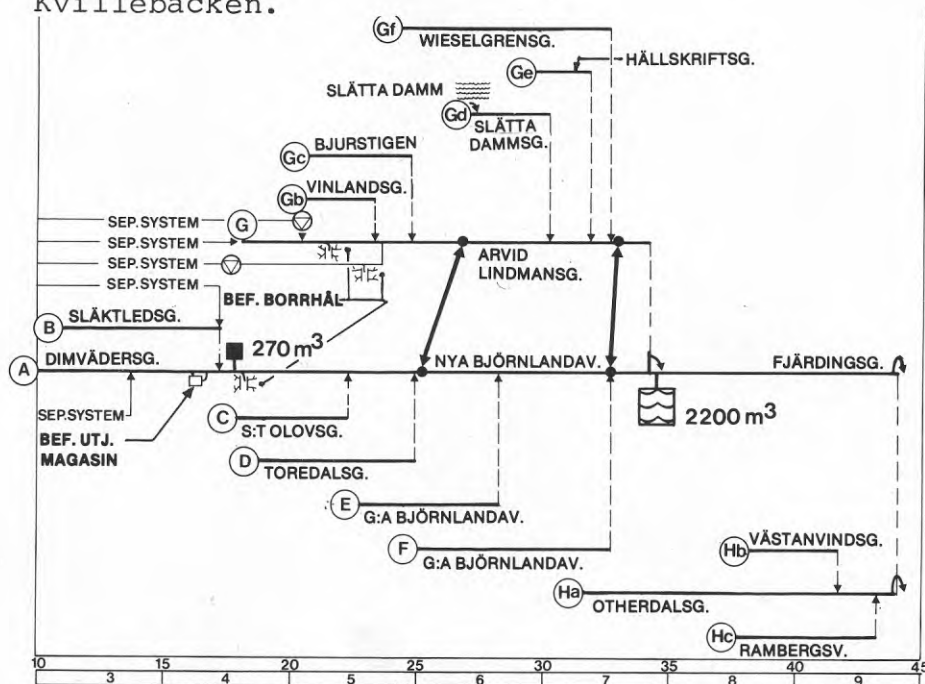 Kvillebäcken.
Gf
WIESELGRENSG.
Ge
HÄLLSKRIFTSG.
SLÄTTA DAMM
Gd
SLÄTTA
DAMMSG.
Gc
BJURSTIGEN
Gb
VINLANDSG.
SEP.SYSTEM
G
SEP.SYSTEM
SEP.SYSTEM
SEP.SYSTEM
ARVID
LINDMANSG.
BEF. BORRHÅL
B
SLÄKTLEDSG.
270 m³
A
DIMVÄDERSG.
NYA BJÖRNLANDAV.
FJÄRDINGSG.
SEP.SYSTEM
BEF. UTJ.
MAGASIN
C
S:T OLOVSG.
2200 m³
D
TOREDALSG.
E
G:A BJÖRNLANDAV.
F
G:A BJÖRNLANDAV.
Hb
VÄSTANVINDSG.
Ha
OTHERDALSG.
Hc
RAMBERGSV.
10 15 20 25 30 35 40 45
3 4 5 6 7 8 9